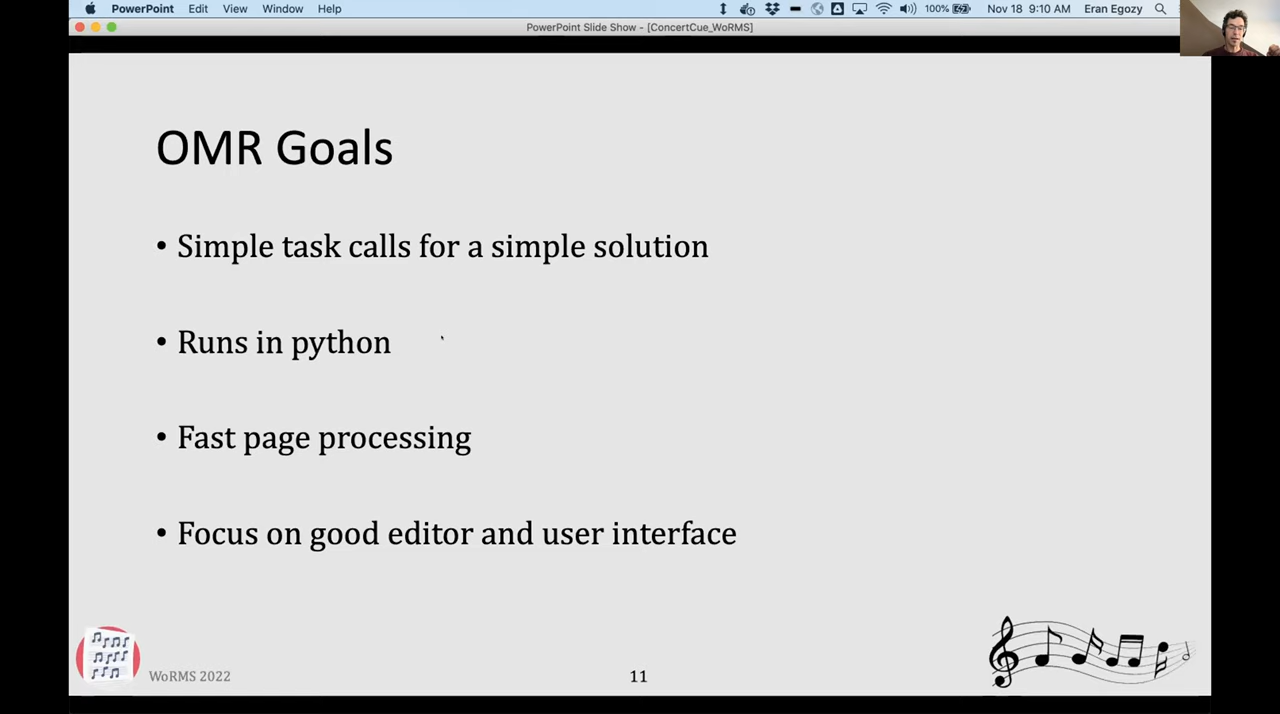 PowerPoint Edit View Window Help 100% Nov 18 9:10 AM Eran Egozy
PowerPoint Slide Show - [ConcertCue_WoRMS]
OMR Goals
• Simple task calls for a simple solution
• Runs in python
• Fast page processing
• Focus on good editor and user interface
WoRMS 2022
11